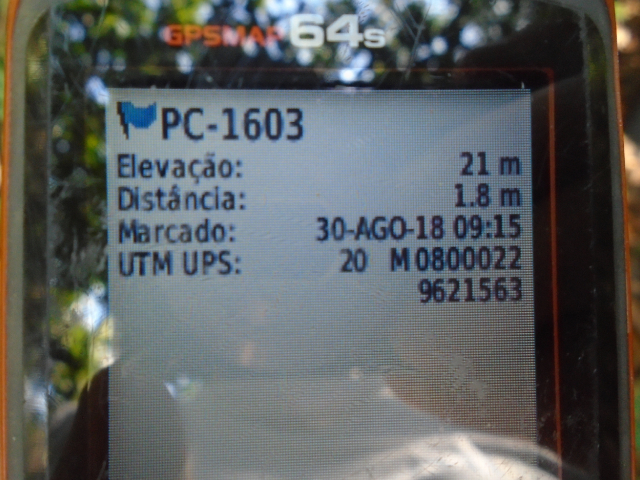 GPSMAP 64s
PC-1603
Elevação: 21 m
Distância: 1.8 m
Marcado: 30-AGO-18 09:15
UTM UPS: 20 M 0800022
9621563